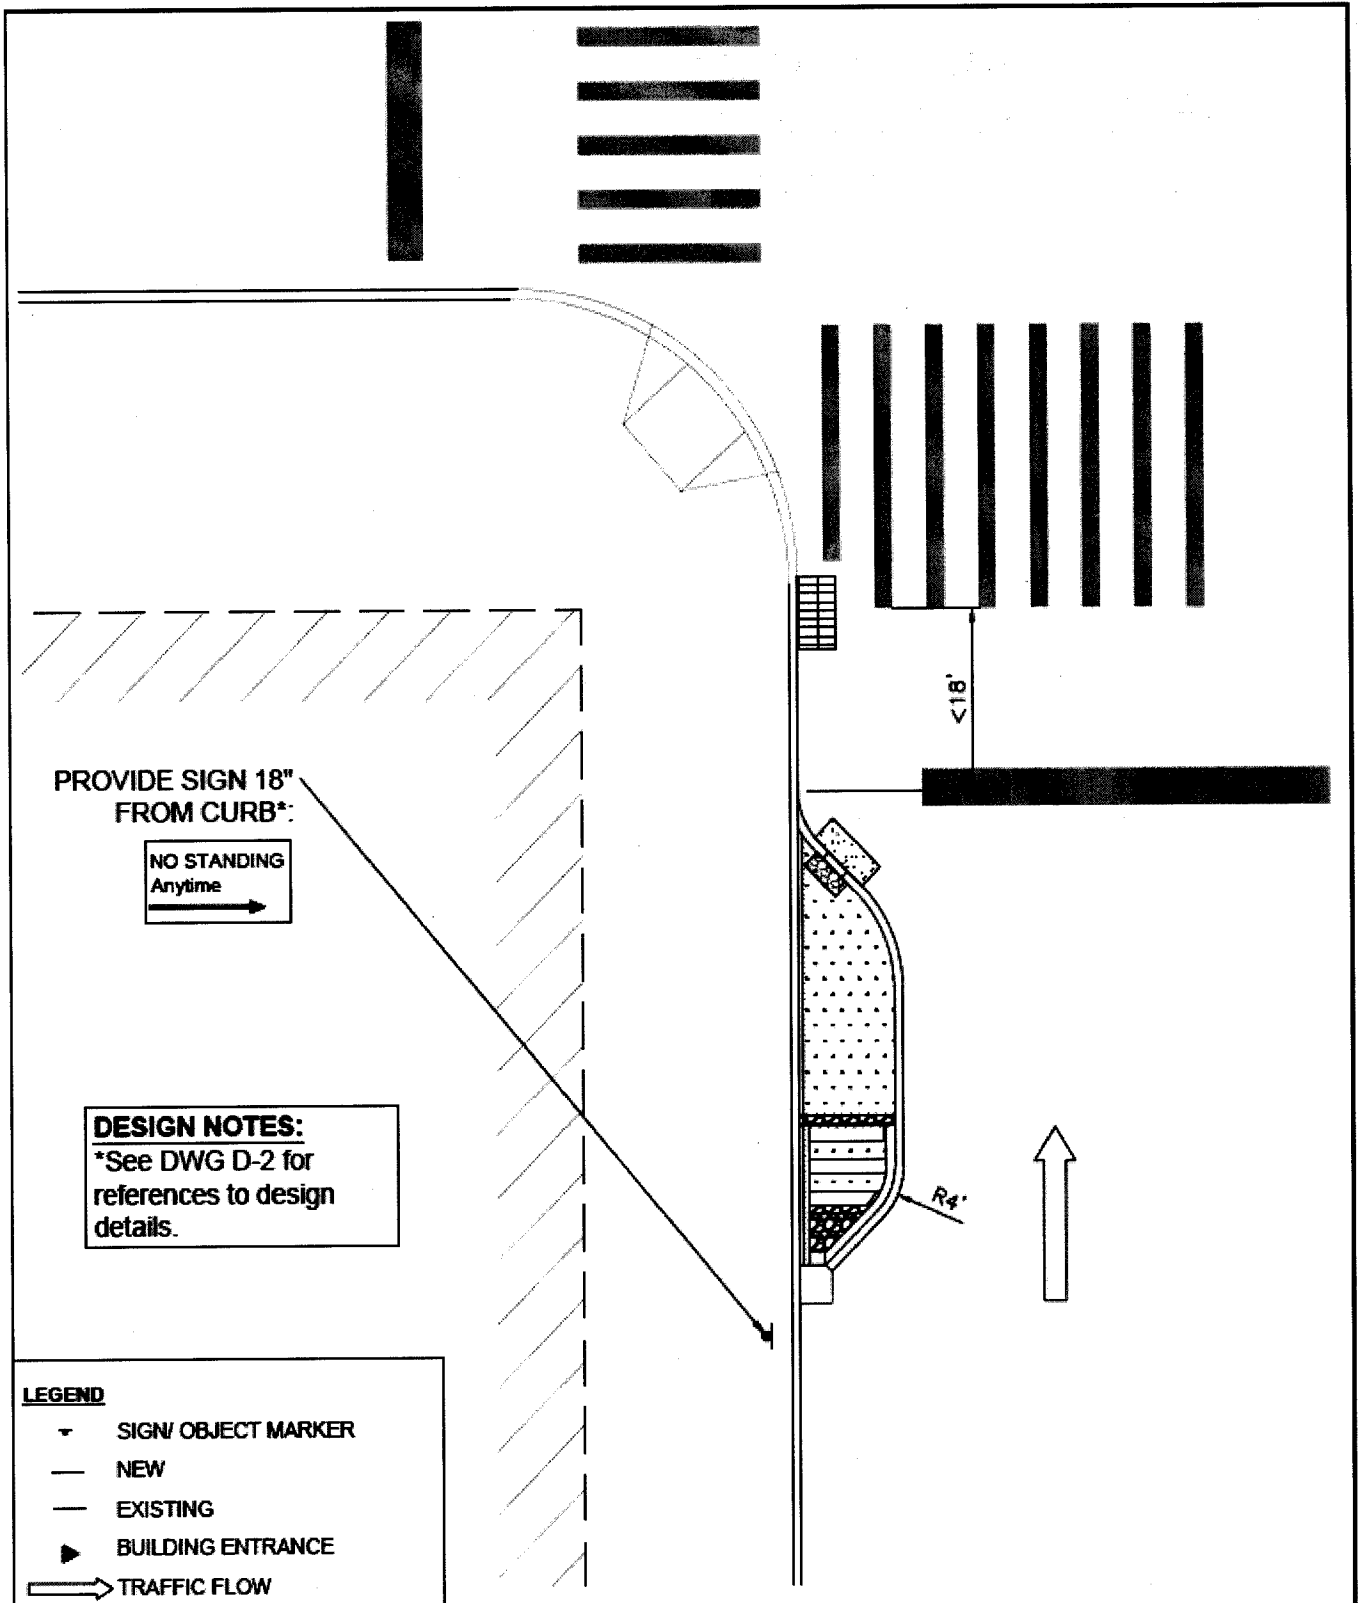 <18'
PROVIDE SIGN 18"
FROM CURB*:
NO STANDING
Anytime
DESIGN NOTES:
*See DWG D-2 for
references to design
details.
R4'
LEGEND
SIGN/ OBJECT MARKER
NEW
EXISTING
BUILDING ENTRANCE
TRAFFIC FLOW